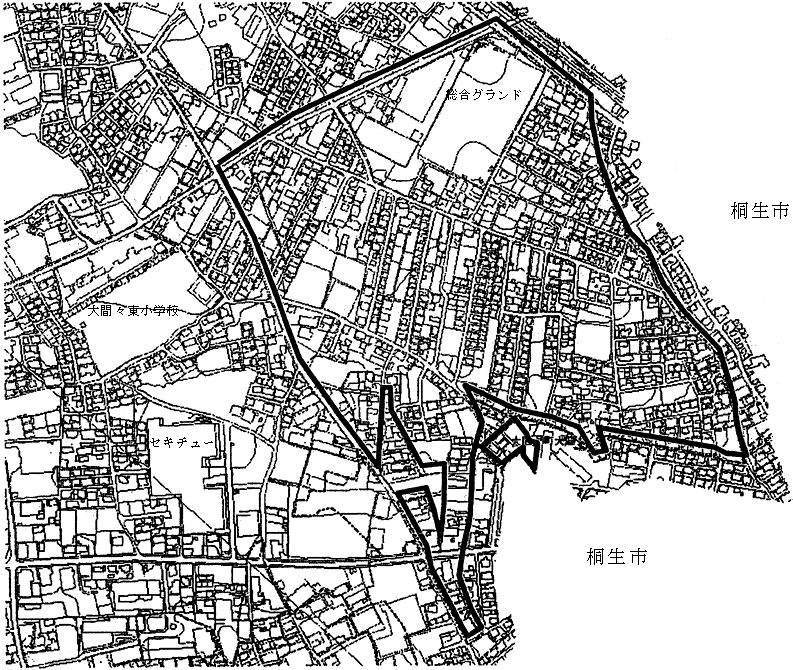 総合グランド
桐生市
大間々東小学校
セキチュー
桐生市